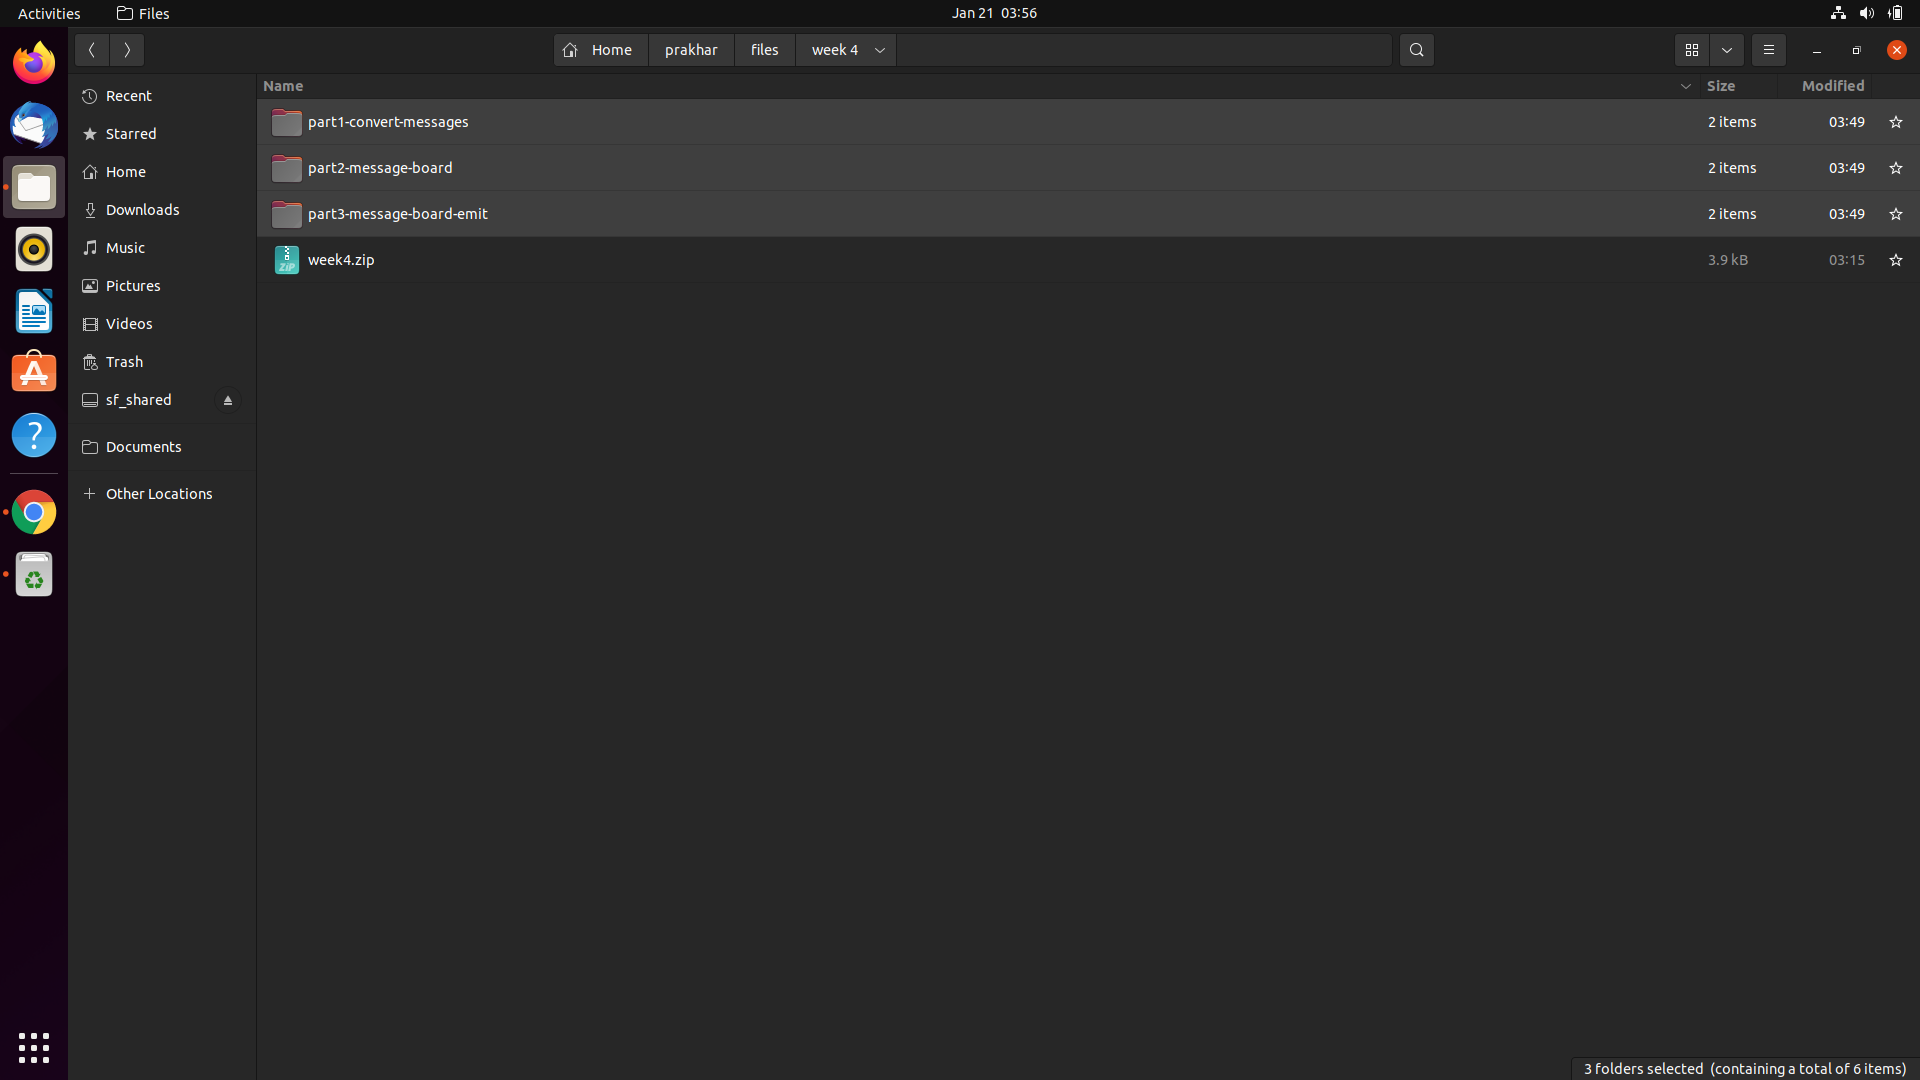 Activities Files Jan 21 03:56
Home prakhar files week 4
Name Size Modified
Recent
Starred
Home
Downloads
Music
Pictures
Videos
Trash
sf_shared
Documents
Other Locations
part1-convert-messages 2 items 03:49
part2-message-board 2 items 03:49
part3-message-board-emit 2 items 03:49
ZiP week4.zip 3.9 kB 03:15
3 folders selected (containing a total of 6 items)